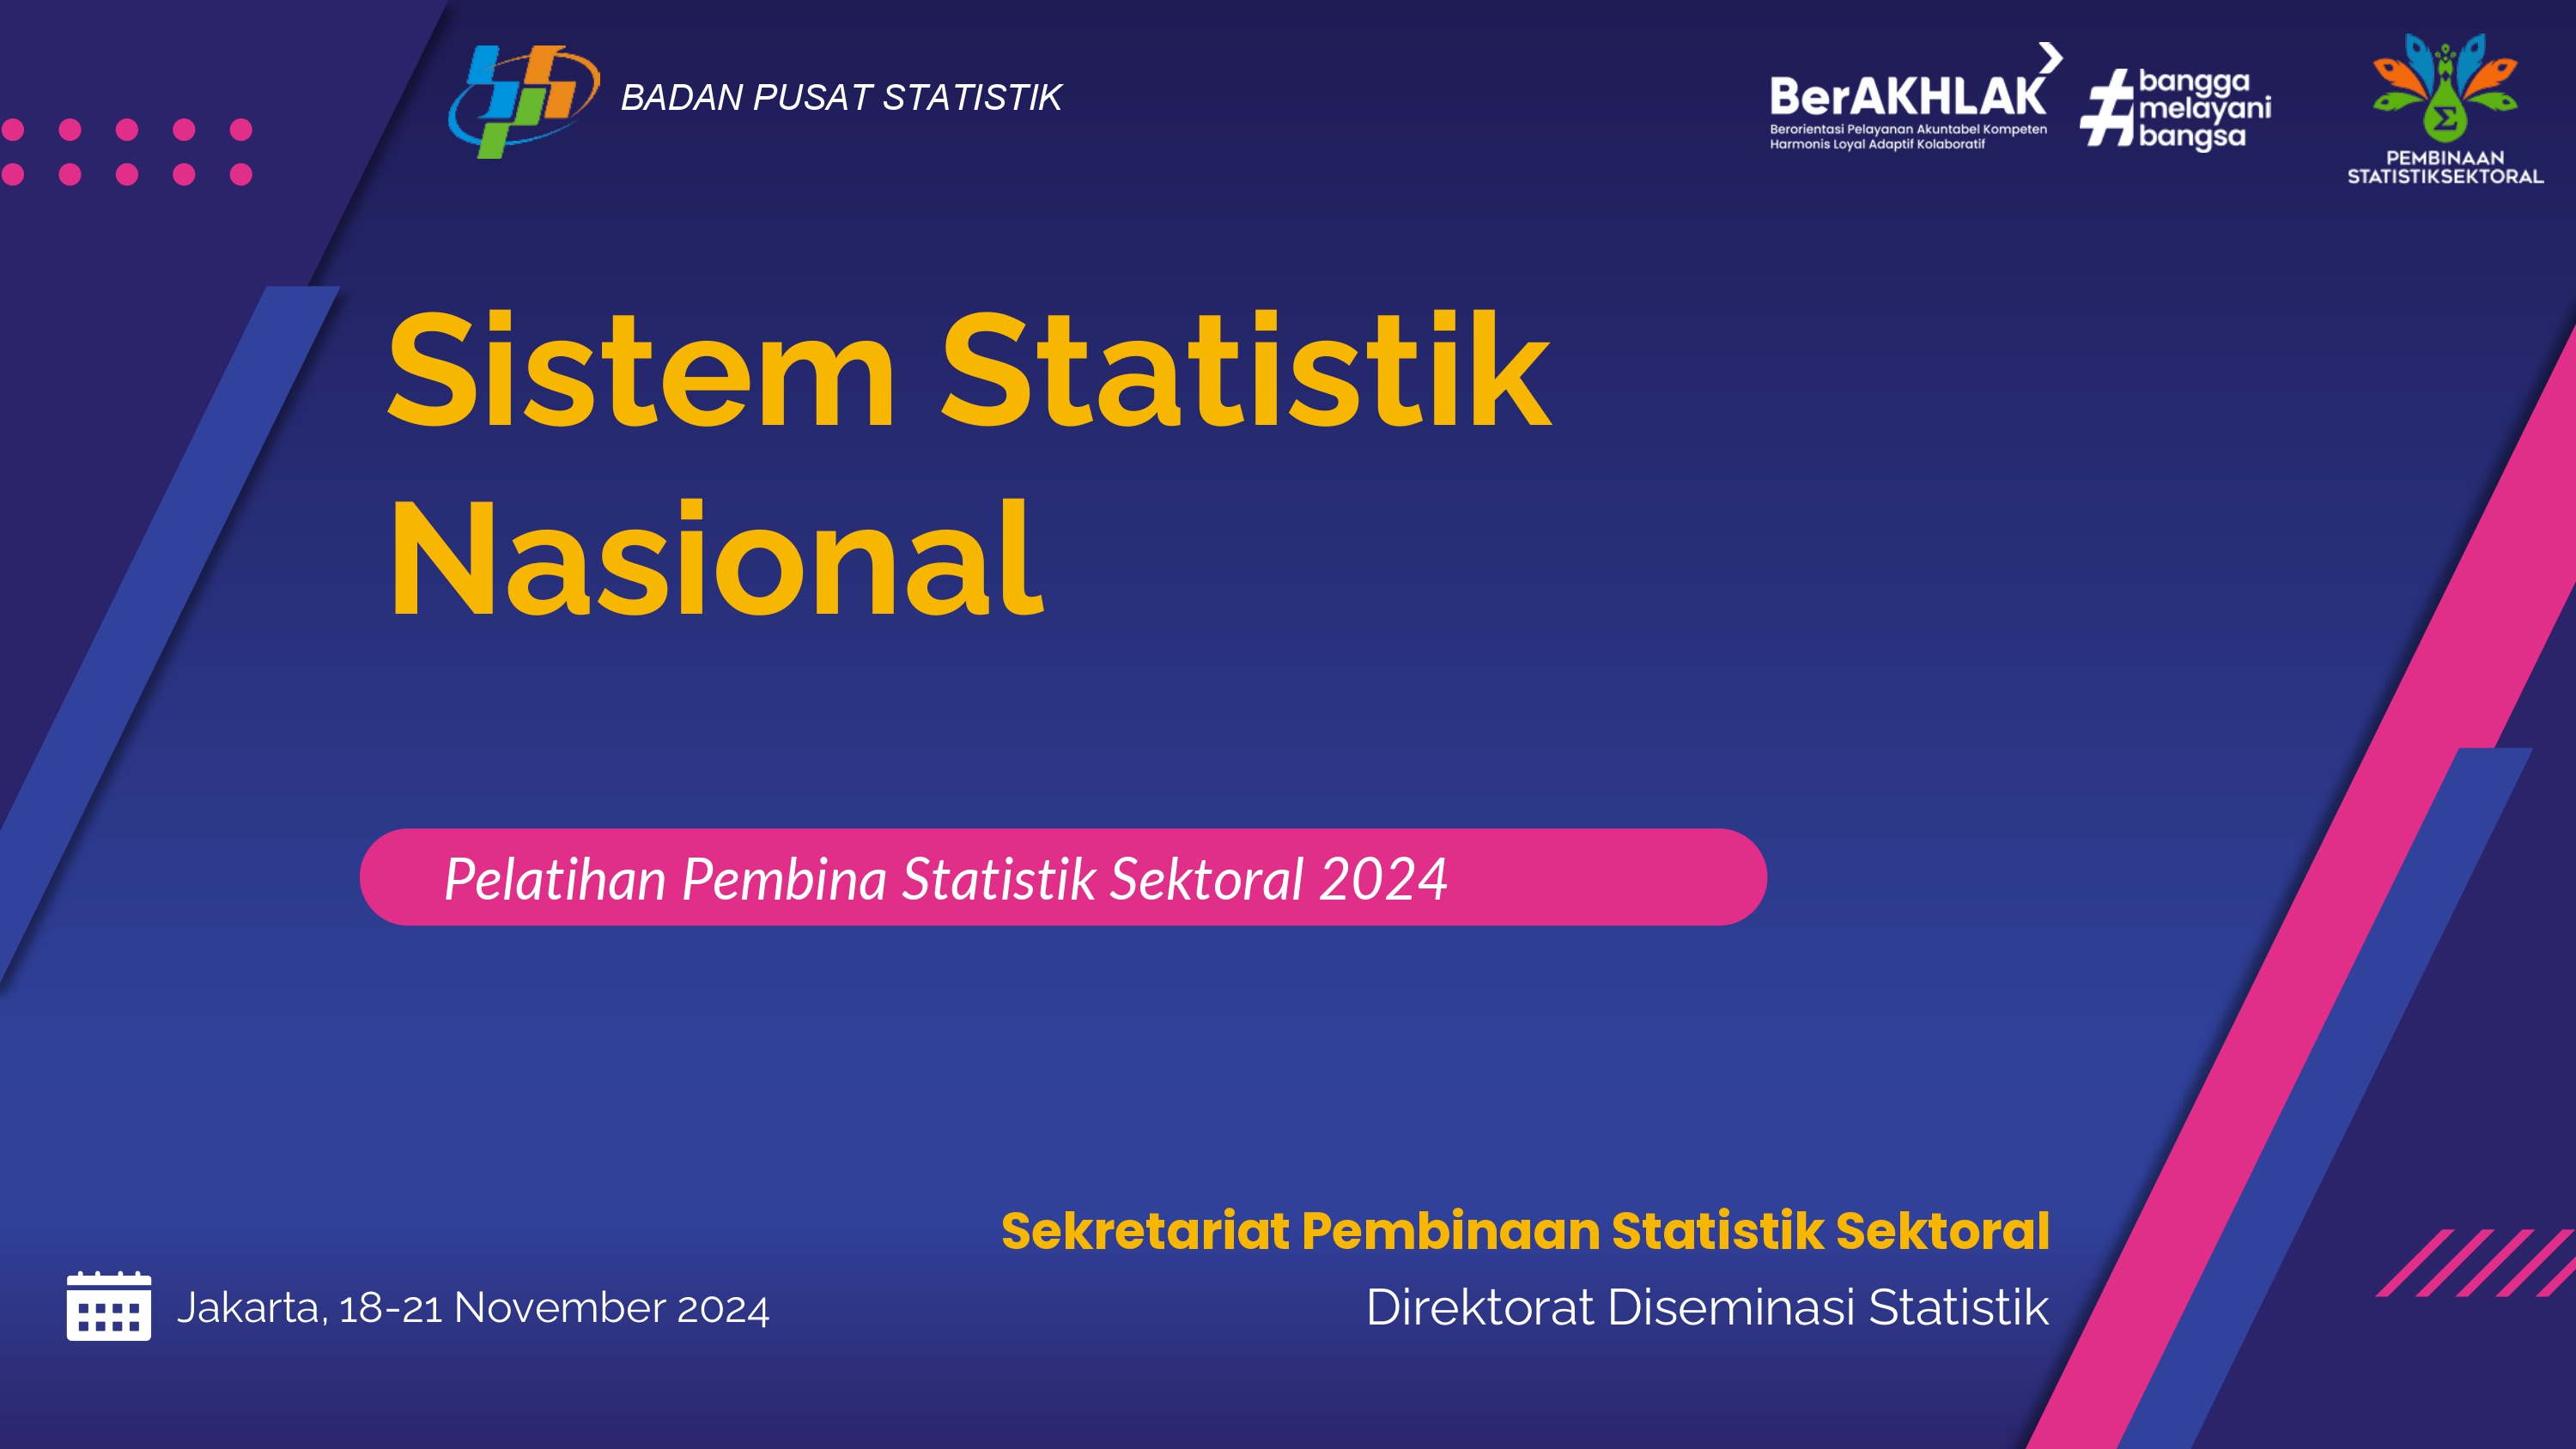 BADAN PUSAT STATISTIK
BerAKHLAK
Berorientasi Pelayanan Akuntabel Kompeten
Harmonis Loyal Adaptif Kolaboratif
#bangga
melayani
bangsa
PEMBINAAN
STATISTIKSEKTORAL
Sistem Statistik
Nasional
Pelatihan Pembina Statistik Sektoral 2024
Sekretariat Pembinaan Statistik Sektoral
Direktorat Diseminasi Statistik
Jakarta, 18-21 November 2024